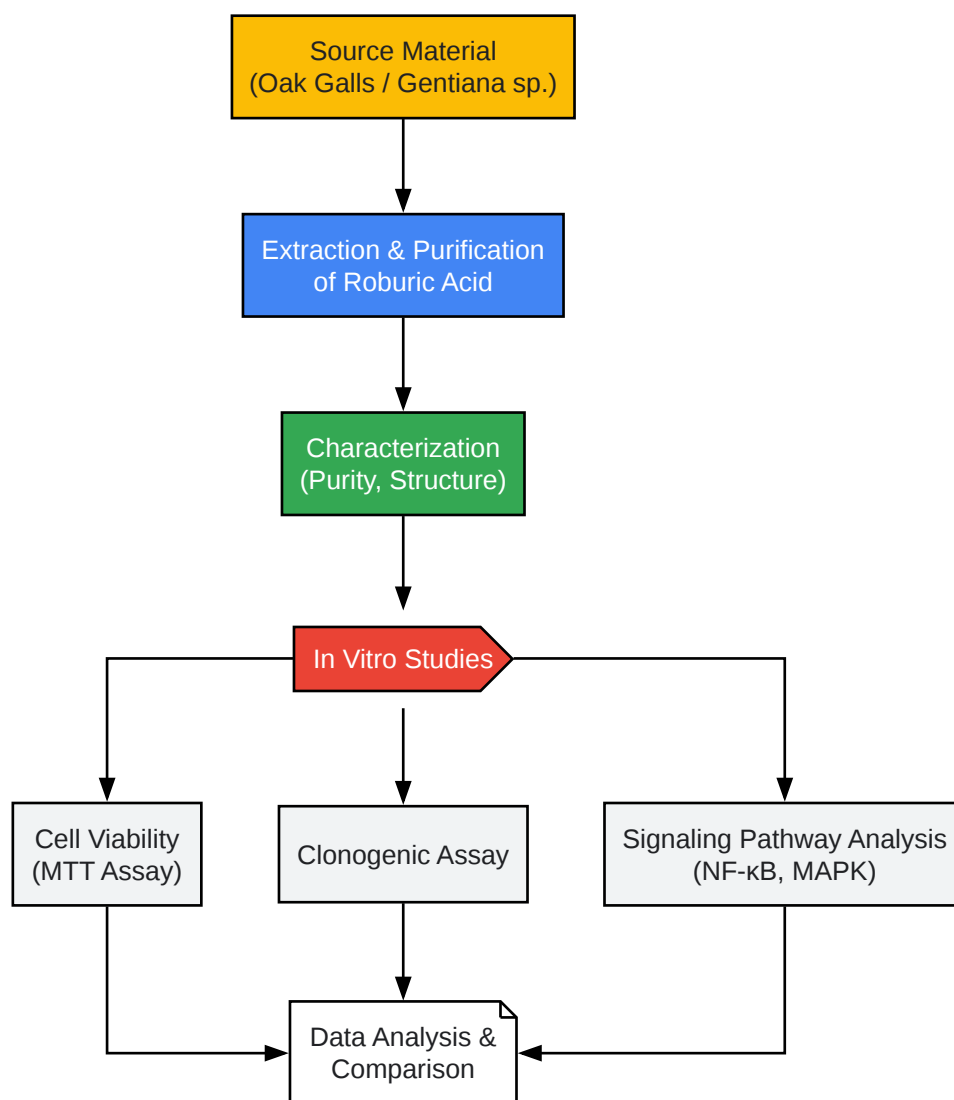 Source Material
(Oak Galls / Gentiana sp.)
Extraction & Purification
of Roburic Acid
Characterization
(Purity, Structure)
In Vitro Studies
Cell Viability
(MTT Assay)
Clonogenic Assay
Signaling Pathway Analysis
(NF-κB, MAPK)
Data Analysis &
Comparison